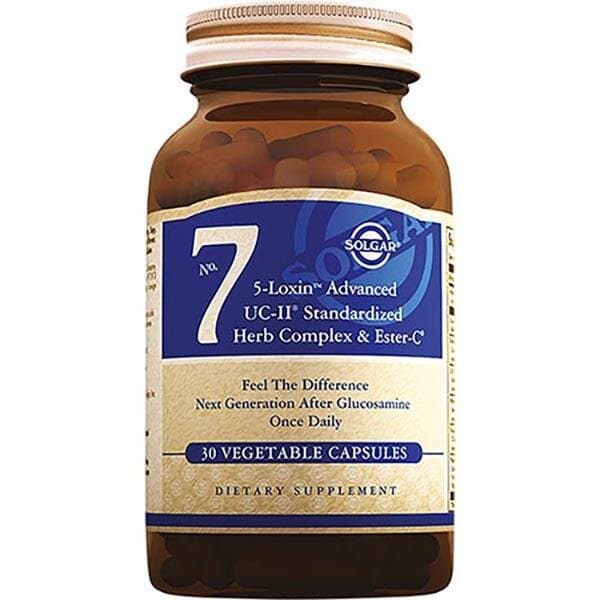 SOLGAR®
No. 7
5-Loxin™ Advanced
UC-II® Standardized
Herb Complex & Ester-C®
Feel The Difference
Next Generation After Glucosamine
Once Daily
30 VEGETABLE CAPSULES
DIETARY SUPPLEMENT